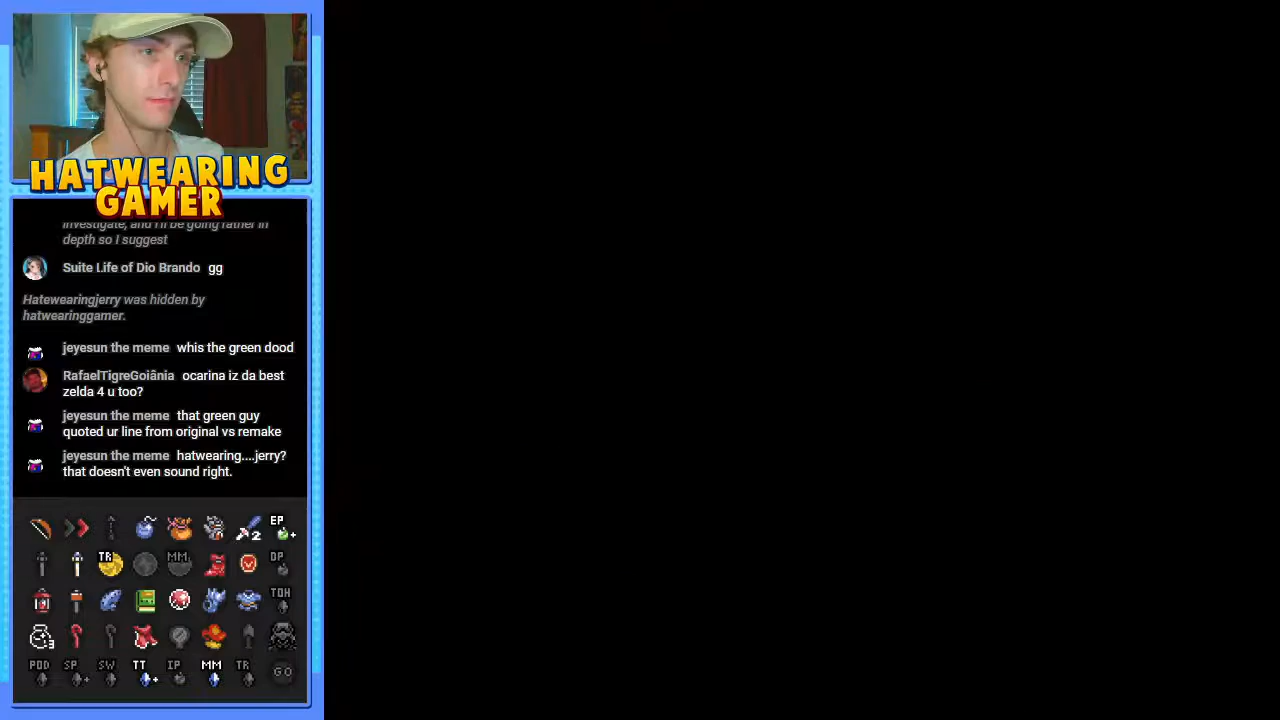 HATWEARING
GAMER
investigate, and I'll be going rather in
depth so I suggest
Suite Life of Dio Brando gg
Hatewearingjerry was hidden by
hatwearinggamer.
jeyesun the meme whis the green dood
RafaelTigreGoiânia ocarina iz da best
zelda 4 u too?
jeyesun the meme that green guy
quoted ur line from original vs remake
jeyesun the meme hatwearing....jerry?
that doesn't even sound right.
2 EP +
TR MM DP
TOH
3
POD SP + SW TT + IP MM TR GO